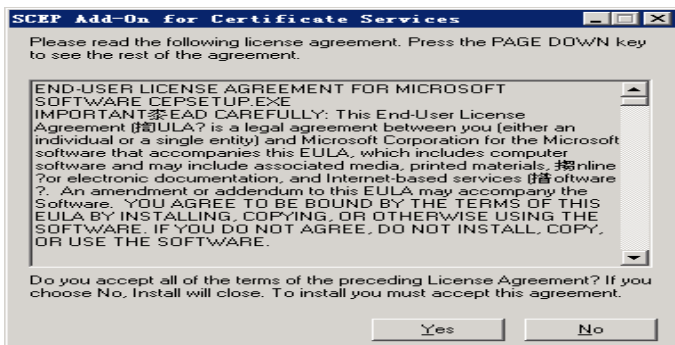 SCEP Add-On for Certificate Services
Please read the following license agreement. Press the PAGE DOWN key
to see the rest of the agreement.
END-USER LICENSE AGREEMENT FOR MICROSOFT
SOFTWARE CEPSETUP.EXE
IMPORTANT桼EAD CAREFULLY: This End-User License
Agreement (揈ULA? is a legal agreement between you (either an
individual or a single entity) and Microsoft Corporation for the Microsoft
software that accompanies this EULA, which includes computer
software and may include associated media, printed materials, 搊nline
?or electronic documentation, and Internet-based services (揝oftware
?. An amendment or addendum to this EULA may accompany the
Software. YOU AGREE TO BE BOUND BY THE TERMS OF THIS
EULA BY INSTALLING, COPYING, OR OTHERWISE USING THE
SOFTWARE. IF YOU DO NOT AGREE, DO NOT INSTALL, COPY,
OR USE THE SOFTWARE.
Do you accept all of the terms of the preceding License Agreement? If you
choose No, Install will close. To install you must accept this agreement.
Yes No